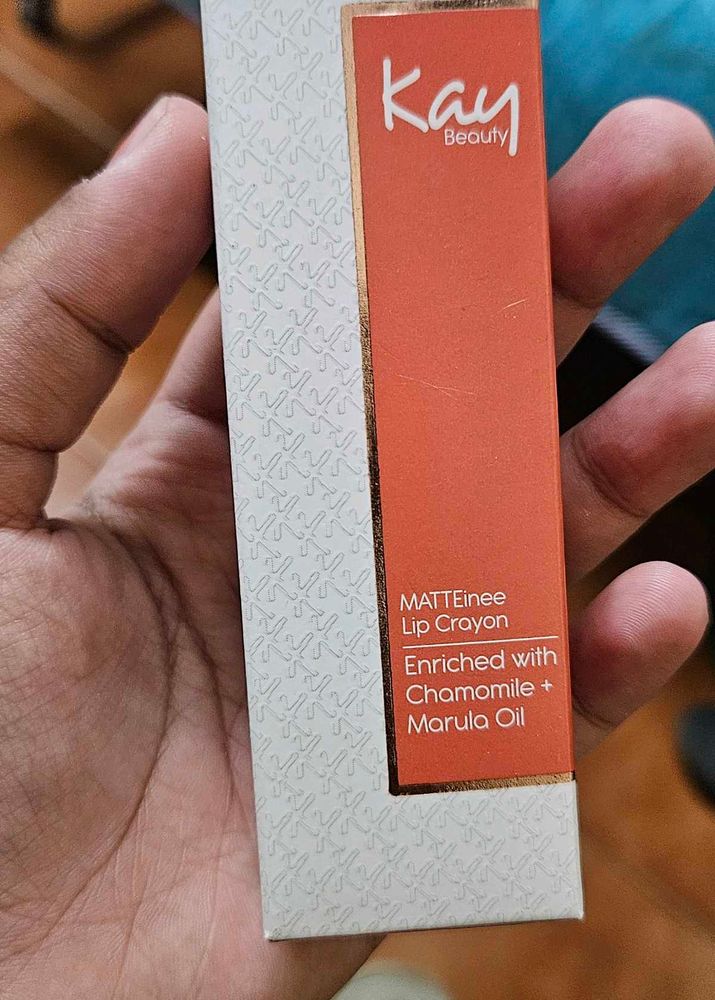 Kay
Beauty
MATTEinee
Lip Crayon
Enriched with
Chamomile +
Marula Oil